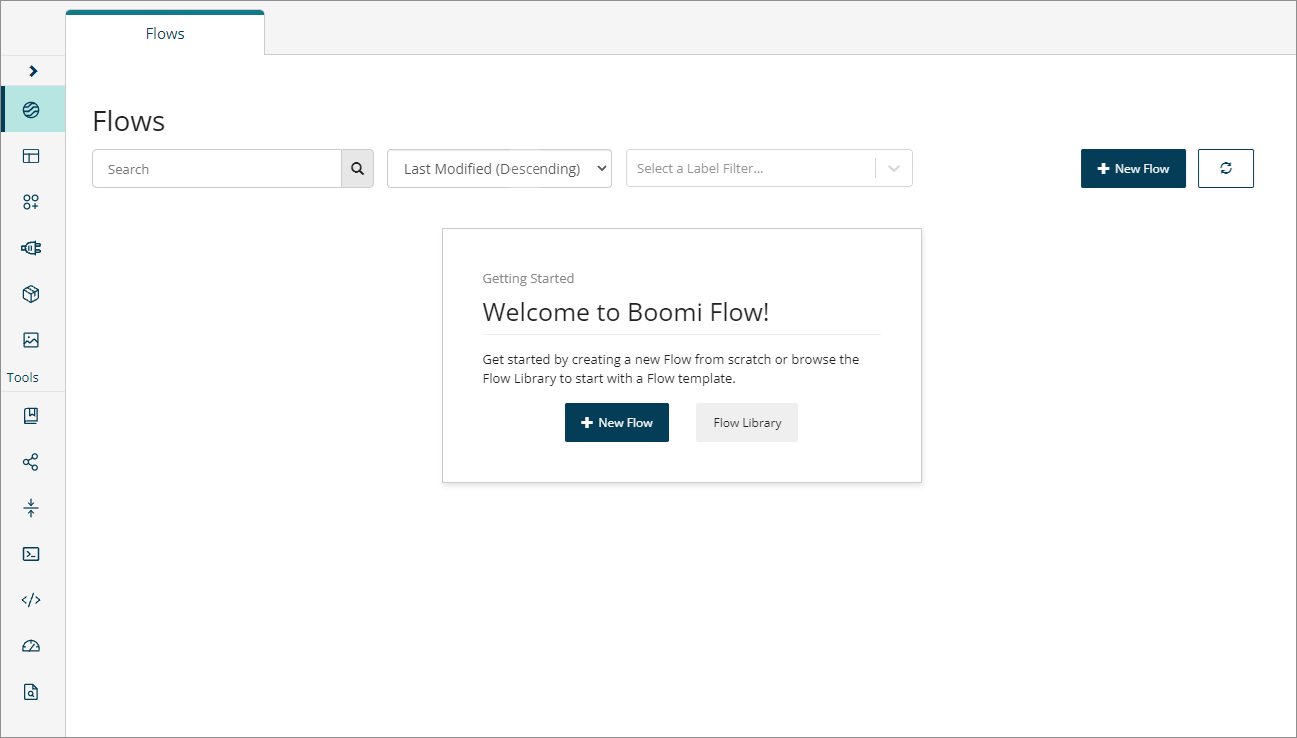 Flows
Flows
Search
Last Modified (Descending)
Select a Label Filter...
New Flow
Getting Started
Welcome to Boomi Flow!
Get started by creating a new Flow from scratch or browse the
Flow Library to start with a Flow template.
New Flow
Flow Library
Tools